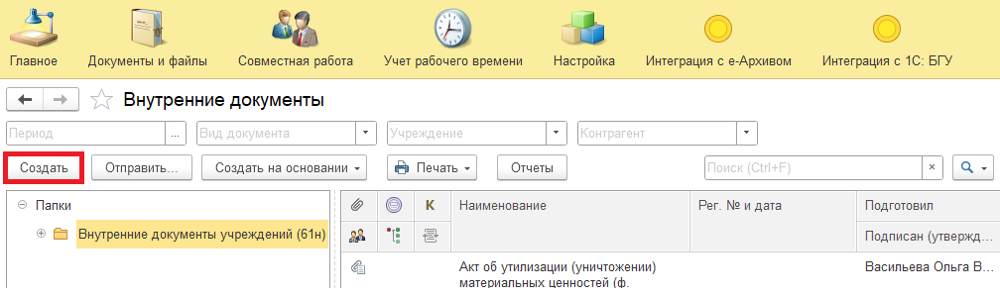 Главное Документы и файлы Совместная работа Учет рабочего времени Настройка Интеграция с е-Архивом Интеграция с 1С: БГУ
Внутренние документы
Период ... Вид документа Учреждение Контрагент
Создать Отправить... Создать на основании Печать Отчеты Поиск (Ctrl+F) ×
Папки
Внутренние документы учреждений (61н)
К Наименование Рег. № и дата Подготовил
Подписан (утвержд...
Акт об утилизации (уничтожении) Васильева Ольга В...
материальных ценностей (ф.